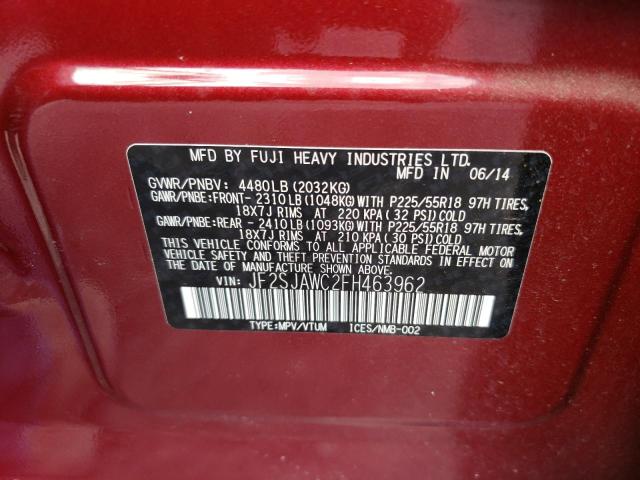 MFD BY FUJI HEAVY INDUSTRIES LTD.
MFD IN 06/14
GVWR/PNBV: 4480LB(2032KG)
GAWR/PNBE:FRONT- 2310LB(1048KG)WITH P225/55R18 97H TIRES,
18X7J RIMS AT 220 KPA(32 PSI)COLD
GAWR/PNBE:REAR - 2410LB(1093KG)WITH P225/55R18 97H TIRES,
18X7J RIMS AT 210 KPA(30 PSI)COLD
THIS VEHICLE CONFORMS TO ALL APPLICABLE FEDERAL MOTOR
VEHICLE SAFETY, BUMPER, AND THEFT PREVENTION STANDARDS IN
EFFECT ON THE DATE OF MANUFACTURE SHOWN ABOVE.
VIN: JF2SJAWC2FH463962
TYPE:MPV/VTUM ICES/NMB-002